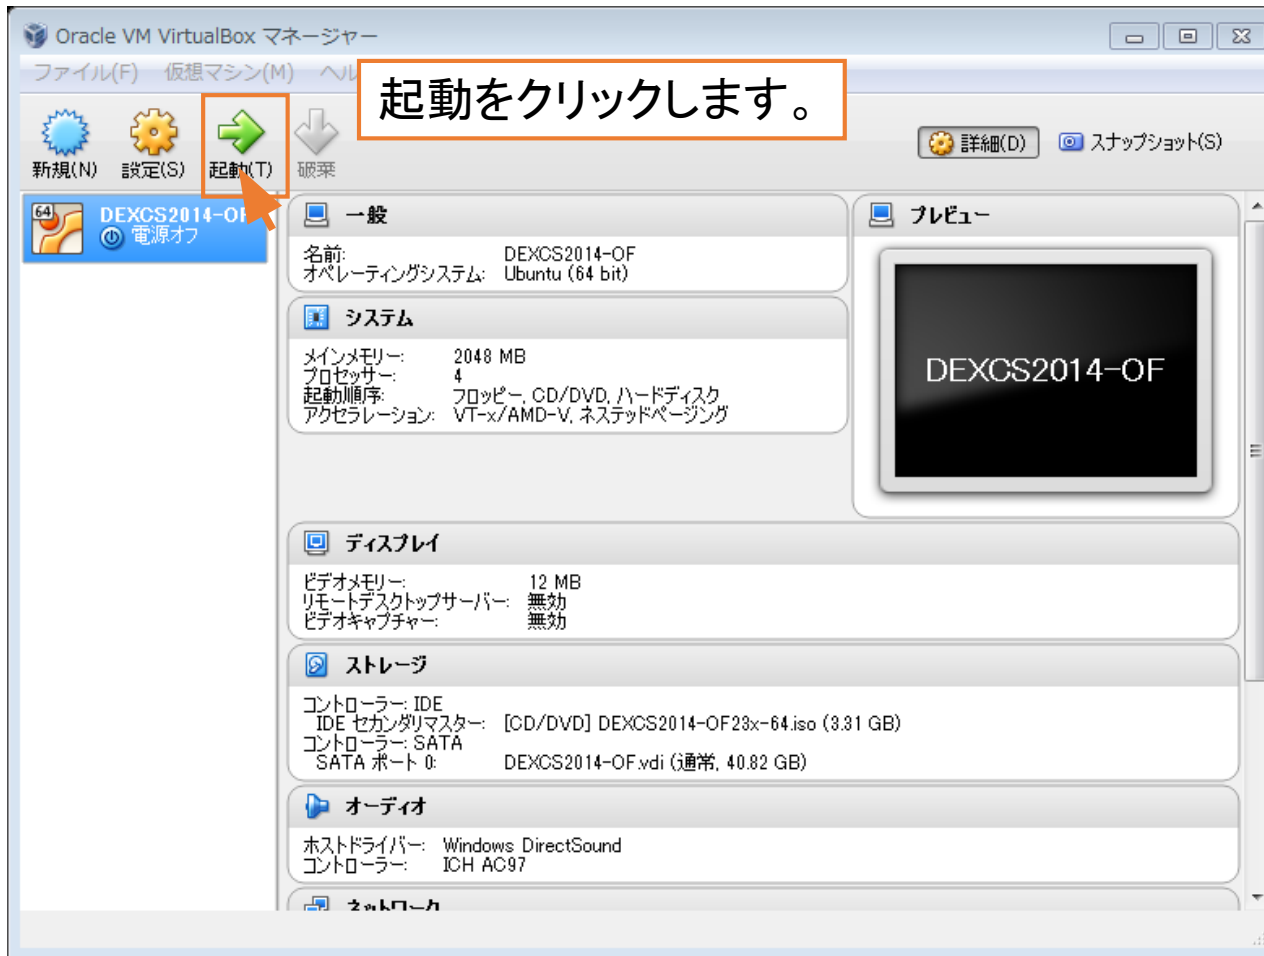 Oracle VM VirtualBox マネージャー
ファイル(F) 仮想マシン(M)
起動をクリックします。
新規(N) 設定(S) 起動(T) 破棄
詳細(D) スナップショット(S)
64 DEXCS2014-OF
電源オフ
一般
名前: DEXCS2014-OF
オペレーティングシステム: Ubuntu (64 bit)
プレビュー
DEXCS2014-OF
システム
メインメモリー: 2048 MB
プロセッサー: 4
起動順序: フロッピー, CD/DVD, ハードディスク
アクセラレーション: VT-x/AMD-V, ネステッドページング
ディスプレイ
ビデオメモリー: 12 MB
リモートデスクトップサーバー: 無効
ビデオキャプチャー: 無効
ストレージ
コントローラー: IDE
IDE セカンダリマスター: [CD/DVD] DEXCS2014-OF23x-64.iso (3.31 GB)
コントローラー: SATA
SATA ポート 0: DEXCS2014-OF.vdi (通常, 40.82 GB)
オーディオ
ホストドライバー: Windows DirectSound
コントローラー: ICH AC97
ネットワーク